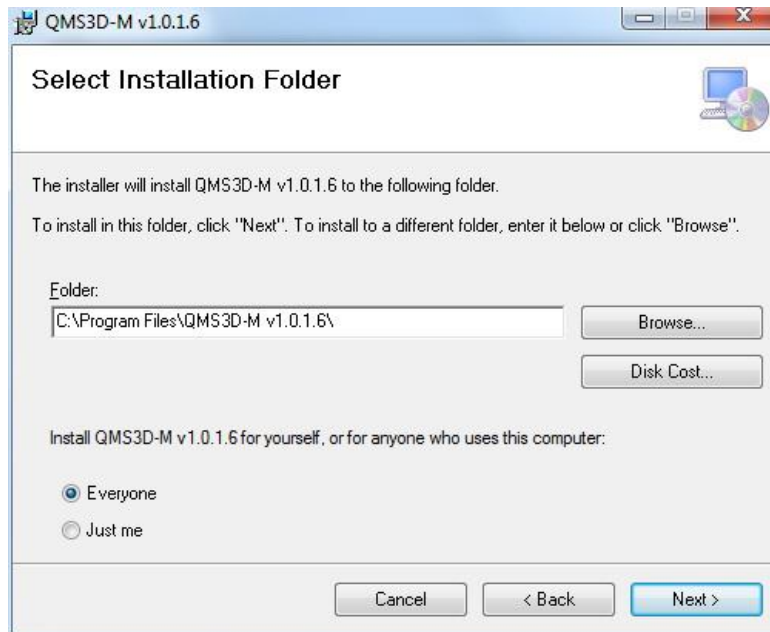 QMS3D-M v1.0.1.6
Select Installation Folder
The installer will install QMS3D-M v1.0.1.6 to the following folder.
To install in this folder, click "Next". To install to a different folder, enter it below or click "Browse".
Folder:
C:\Program Files\QMS3D-M v1.0.1.6\
Browse...
Disk Cost...
Install QMS3D-M v1.0.1.6 for yourself, or for anyone who uses this computer:
Everyone
Just me
Cancel
< Back
Next >